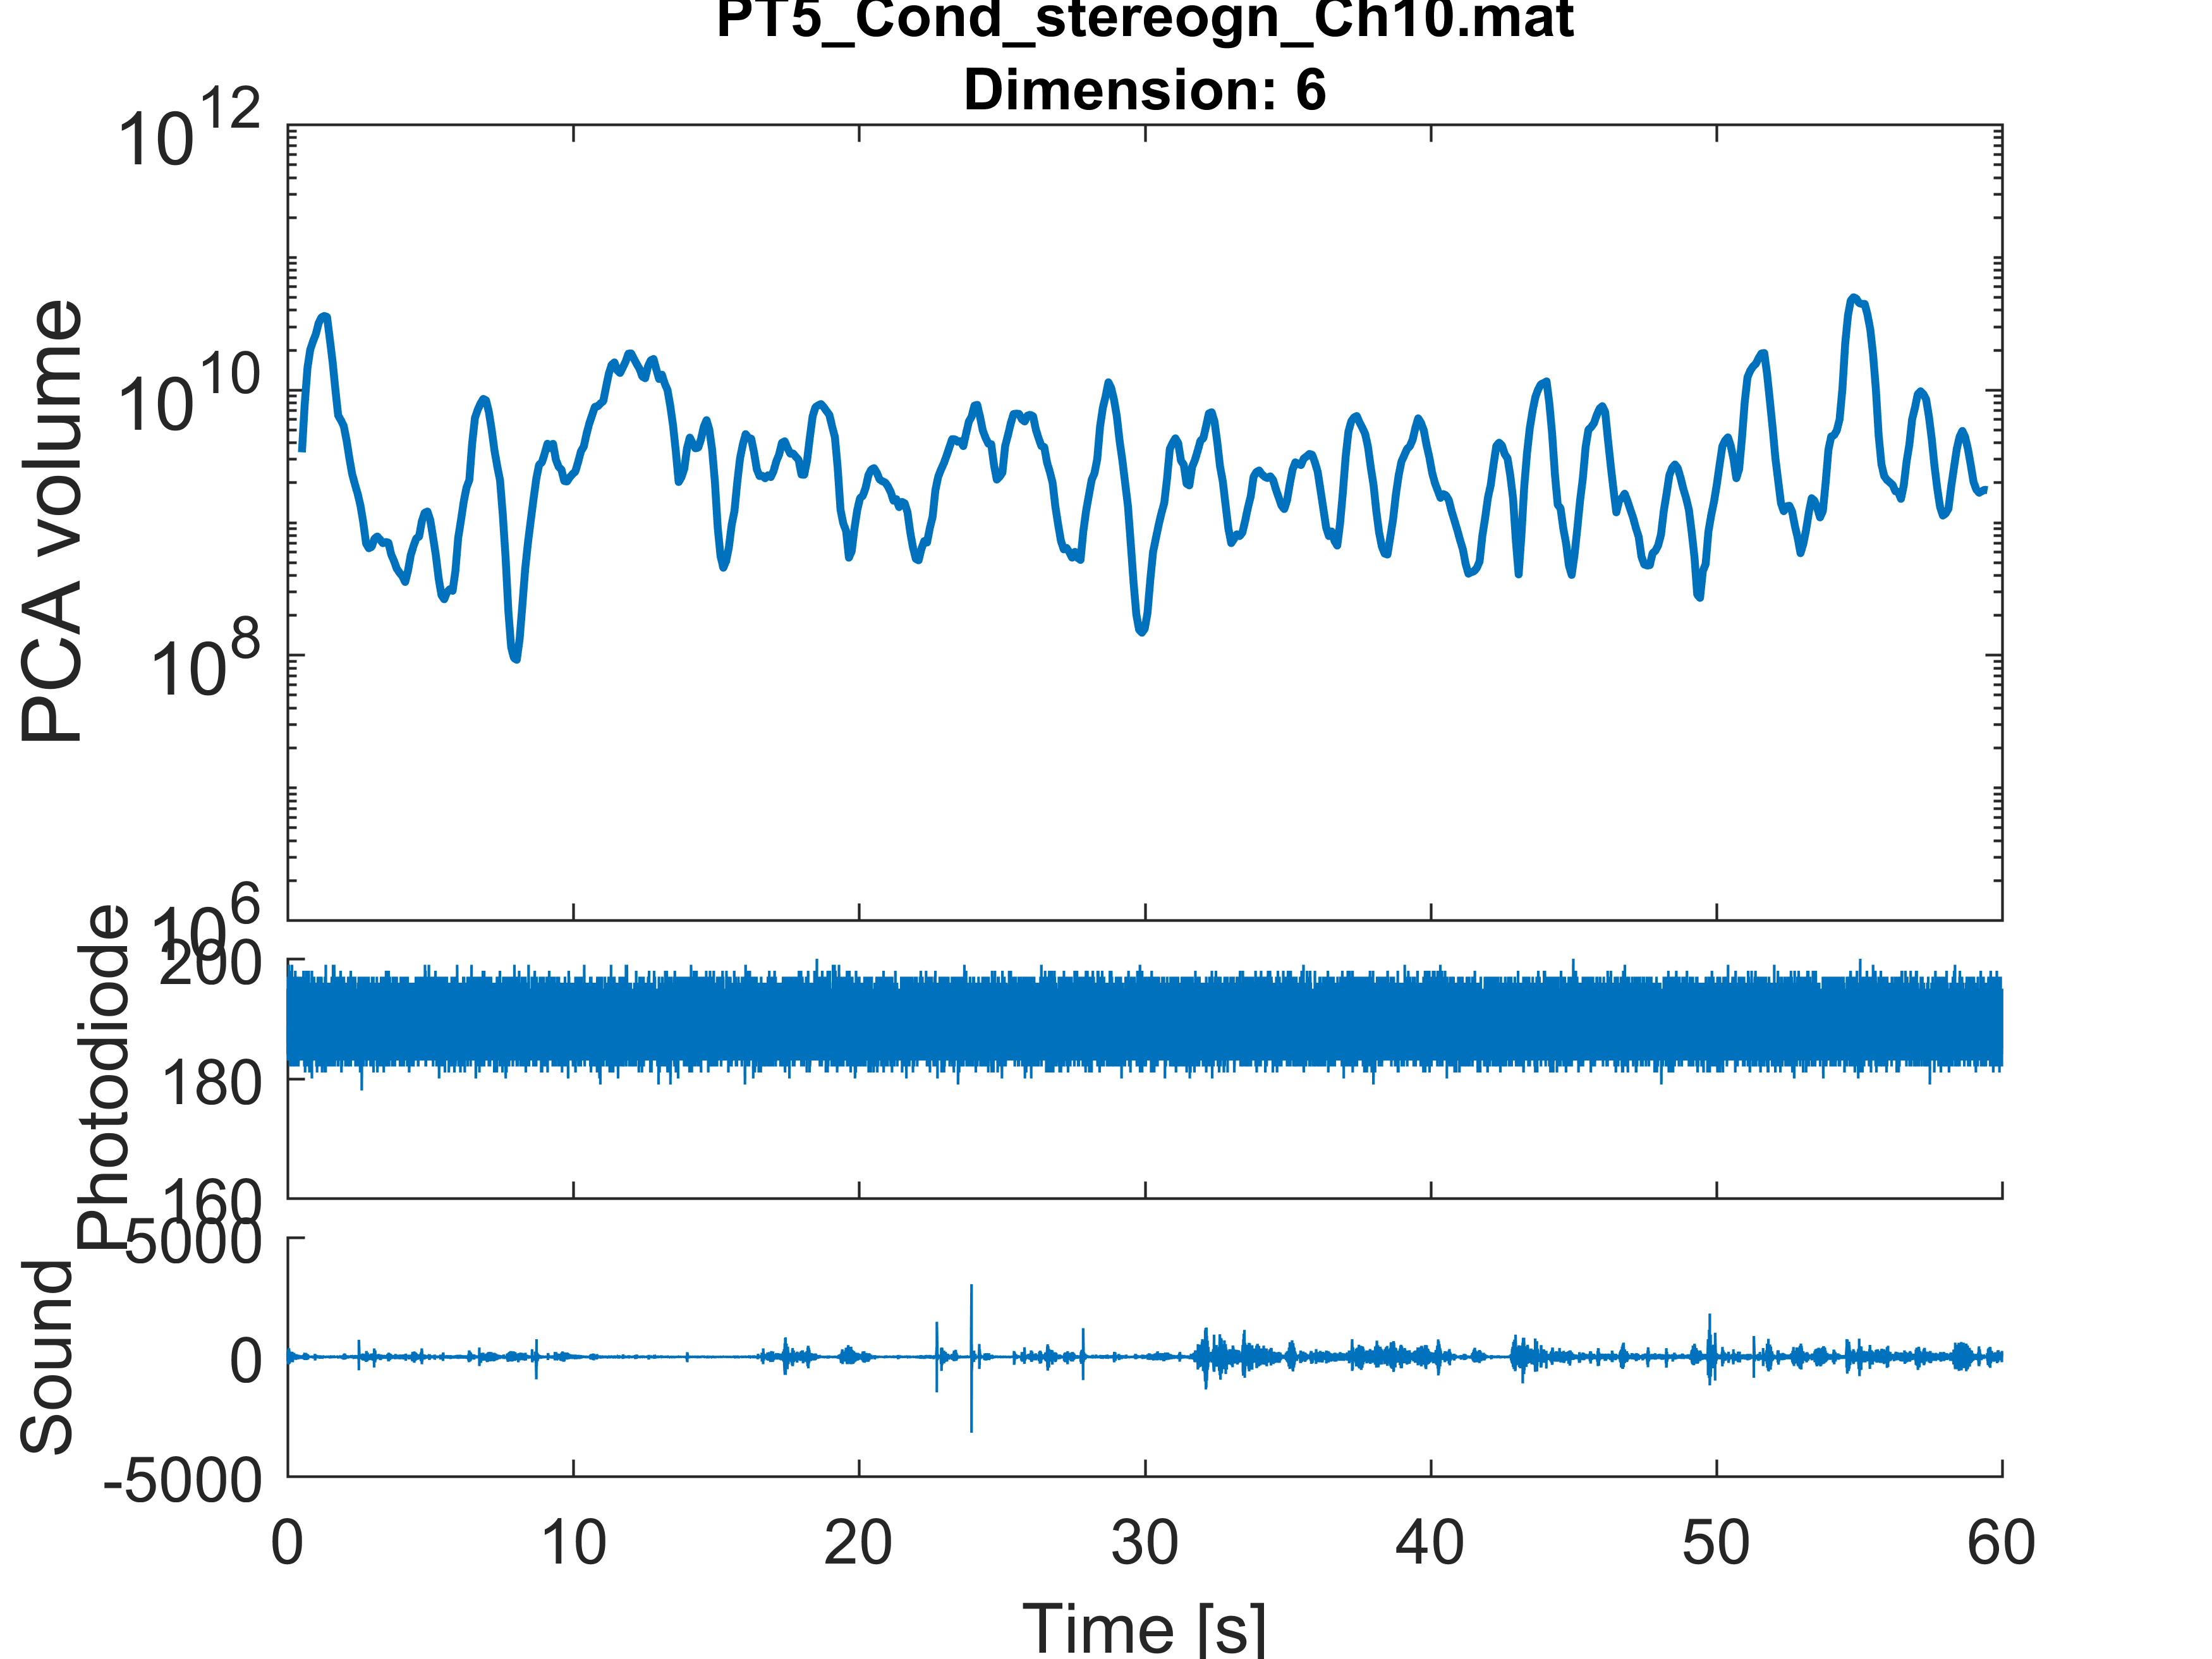 PT5_Cond_stereogn_Ch10.mat
Dimension: 6
PCA volume
10^12
10^10
10^8
10^6
Photodiode
200
180
160
Sound
5000
0
-5000
0 10 20 30 40 50 60
Time [s]